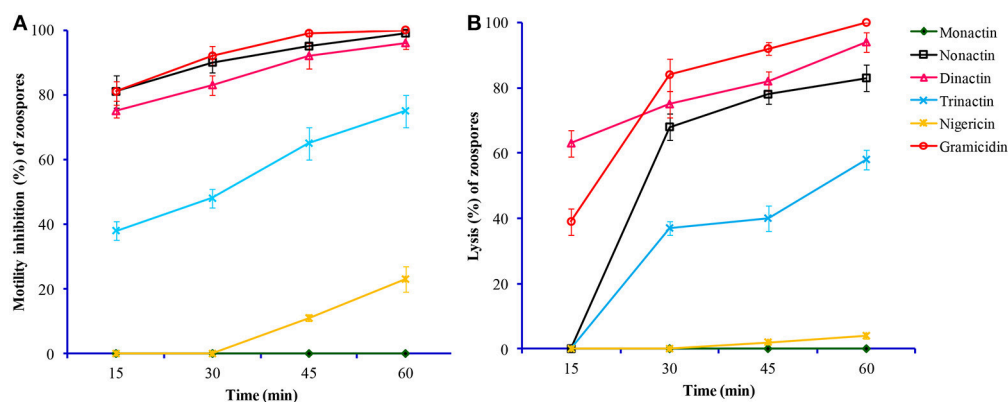 A
Motility inhibition (%) of zoospores
100
80
60
40
20
0
15 30 45 60
Time (min)
B
Lysis (%) of zoospores
100
80
60
40
20
0
15 30 45 60
Time (min)
Monactin
Nonactin
Dinactin
Trinactin
Nigericin
Gramicidin